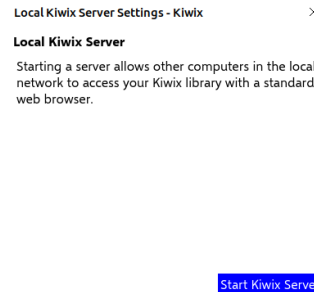 Local Kiwix Server Settings - Kiwix
Local Kiwix Server
Starting a server allows other computers in the local
network to access your Kiwix library with a standard
web browser.
Start Kiwix Serve